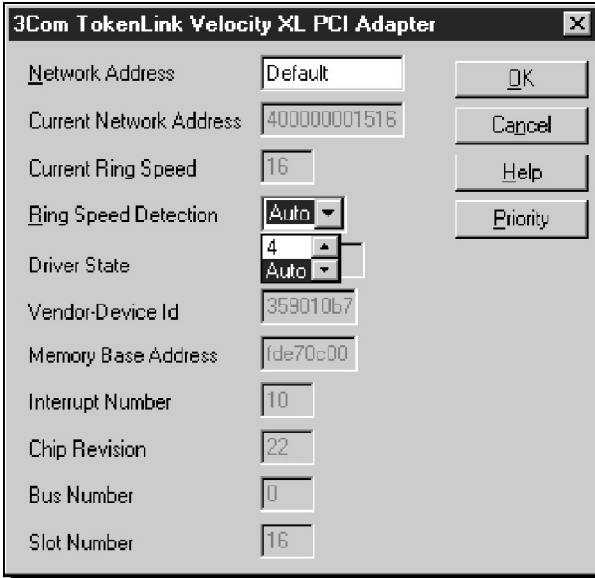 3Com TokenLink Velocity XL PCI Adapter
Network Address Default OK
Current Network Address 400000001516 Cancel
Current Ring Speed 16 Help
Ring Speed Detection Auto Priority
4
Driver State Auto
Vendor-Device Id 359010b7
Memory Base Address fde70c00
Interrupt Number 10
Chip Revision 22
Bus Number 0
Slot Number 16